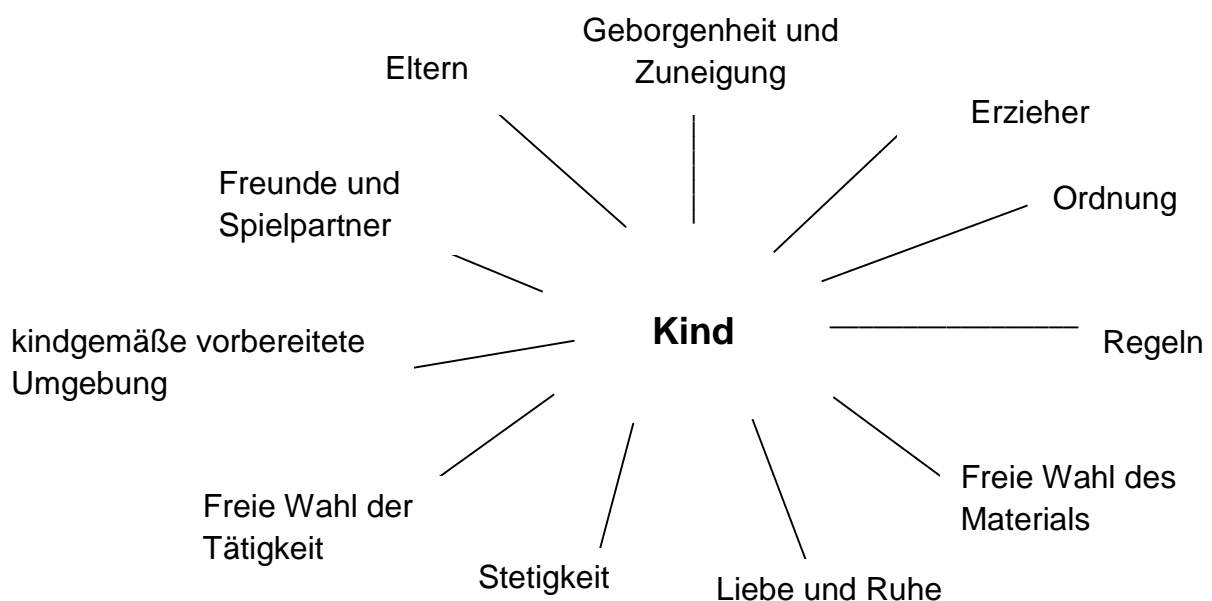 Geborgenheit und
Zuneigung
Eltern
Erzieher
Freunde und
Spielpartner
Ordnung
Kind
kindgemäße vorbereitete
Umgebung
Regeln
Freie Wahl der
Tätigkeit
Freie Wahl des
Materials
Stetigkeit
Liebe und Ruhe